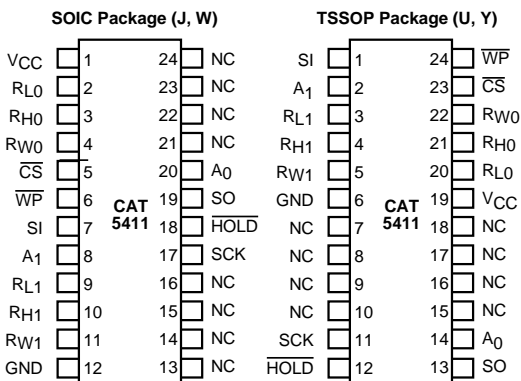 SOIC Package (J, W)
VCC 1 24 NC
RL0 2 23 NC
RH0 3 22 NC
RW0 4 21 NC
CS 5 20 A0
WP 6 19 SO
CAT
5411
SI 7 18 HOLD
A1 8 17 SCK
RL1 9 16 NC
RH1 10 15 NC
RW1 11 14 NC
GND 12 13 NC
TSSOP Package (U, Y)
SI 1 24 WP
A1 2 23 CS
RL1 3 22 RW0
RH1 4 21 RH0
RW1 5 20 RL0
GND 6 19 VCC
CAT
5411
NC 7 18 NC
NC 8 17 NC
NC 9 16 NC
NC 10 15 NC
SCK 11 14 A0
HOLD 12 13 SO